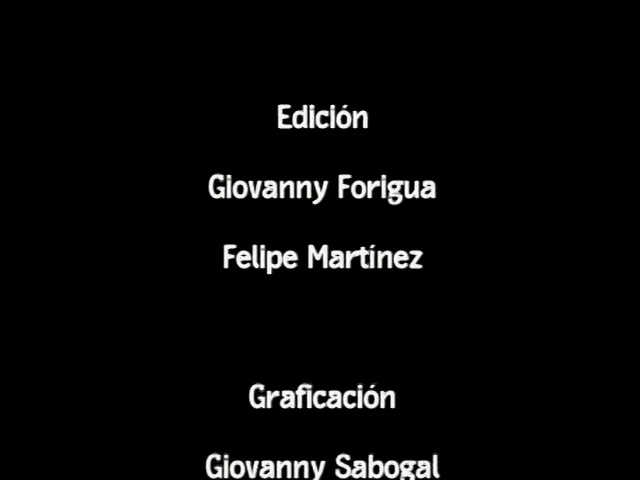 Edición
Giovanny Forigua
Felipe Martínez
Graficación
Giovanny Sabogal